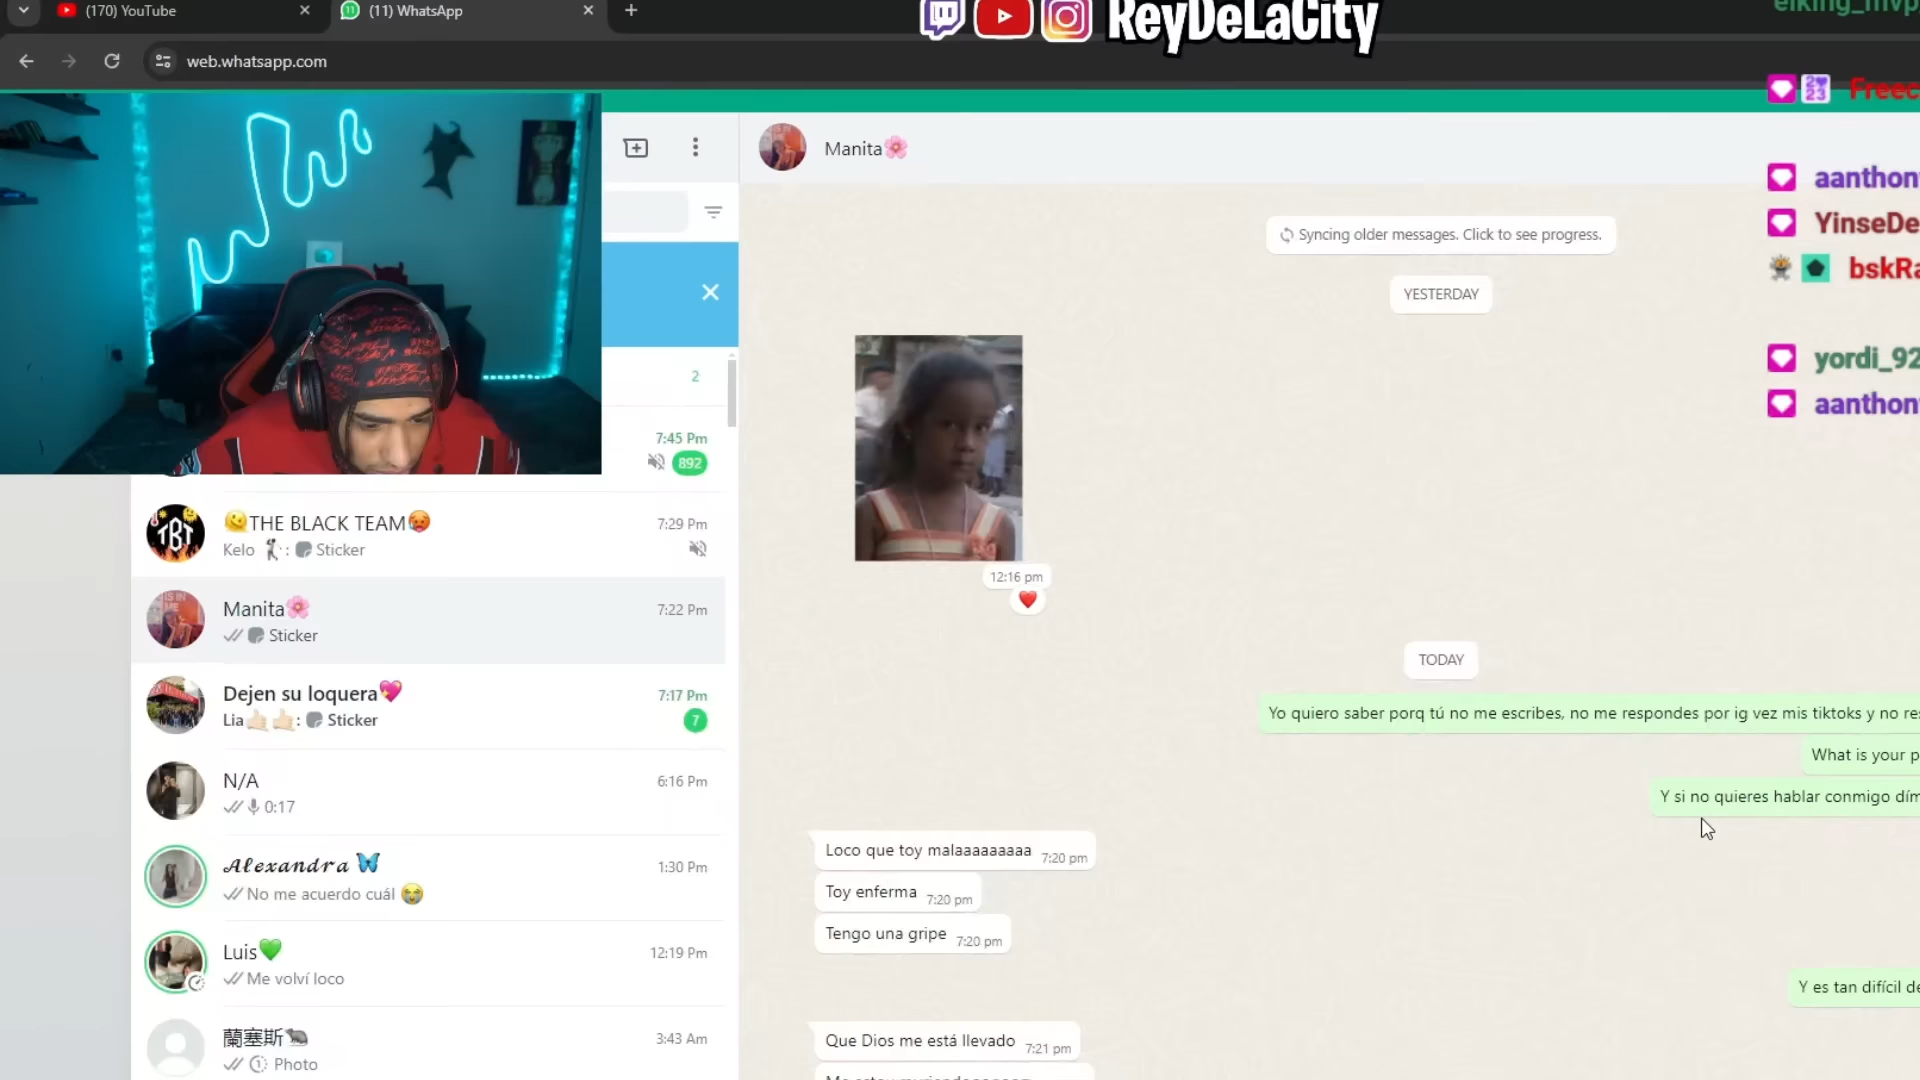 (170) YouTube
(11) WhatsApp
ReyDeLaCity
web.whatsapp.com
Manita🌸
Syncing older messages. Click to see progress.
YESTERDAY
12:16 pm
TODAY
Yo quiero saber porq tú no me escribes, no me respondes por ig vez mis tiktoks y no re
What is your p
Y si no quieres hablar conmigo dím
Loco que toy malaaaaaaaaa 7:20 pm
Toy enferma 7:20 pm
Tengo una gripe 7:20 pm
Y es tan difícil de
Que Dios me está llevado 7:21 pm
2
7:45 Pm
892
🫠THE BLACK TEAM🥵 7:29 Pm
Kelo : Sticker
TBT
Manita🌸 7:22 Pm
Sticker
Dejen su loquera💖 7:17 Pm
Lia🤙🏻👍🏻: Sticker 7
N/A 6:16 Pm
0:17
𝓐𝓵𝓮𝔁𝓪𝓷𝓭𝓻𝓪 🦋 1:30 Pm
No me acuerdo cuál 😭
Luis💚 12:19 Pm
Me volví loco
蘭塞斯🦡 3:43 Am
Photo
elking_mvp
Freec
aanthon
YinseDe
bskRa
yordi_92
aanthon